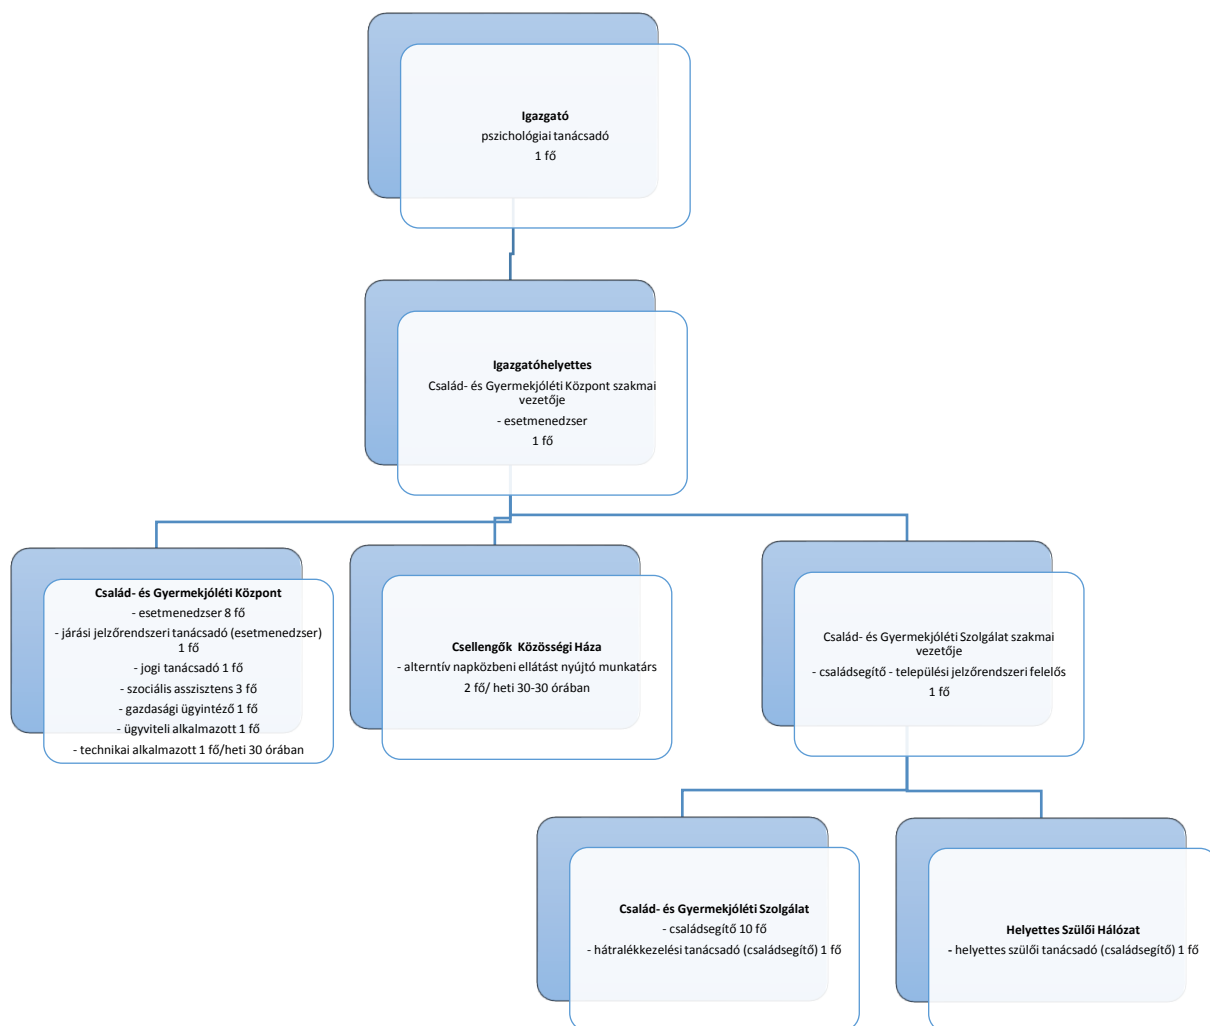 Igazgató
pszichológiai tanácsadó
1 fő
Igazgatóhelyettes
Család- és Gyermekjóléti Központ szakmai
vezetője
- esetmenedzser
1 fő
Család- és Gyermekjóléti Központ
- esetmenedzser 8 fő
- járási jelzőrendszeri tanácsadó (esetmenedzser)
1 fő
- jogi tanácsadó 1 fő
- szociális asszisztens 3 fő
- gazdasági ügyintéző 1 fő
- ügyviteli alkalmazott 1 fő
- technikai alkalmazott 1 fő/heti 30 órában
Csellengők Közösségi Háza
- alterntív napközbeni ellátást nyújtó munkatárs
2 fő/ heti 30-30 órában
Család- és Gyermekjóléti Szolgálat szakmai
vezetője
- családsegítő - települési jelzőrendszeri felelős
1 fő
Család- és Gyermekjóléti Szolgálat
- családsegítő 10 fő
- hátralékkezelési tanácsadó (családsegítő) 1 fő
Helyettes Szülői Hálózat
- helyettes szülői tanácsadó (családsegítő) 1 fő